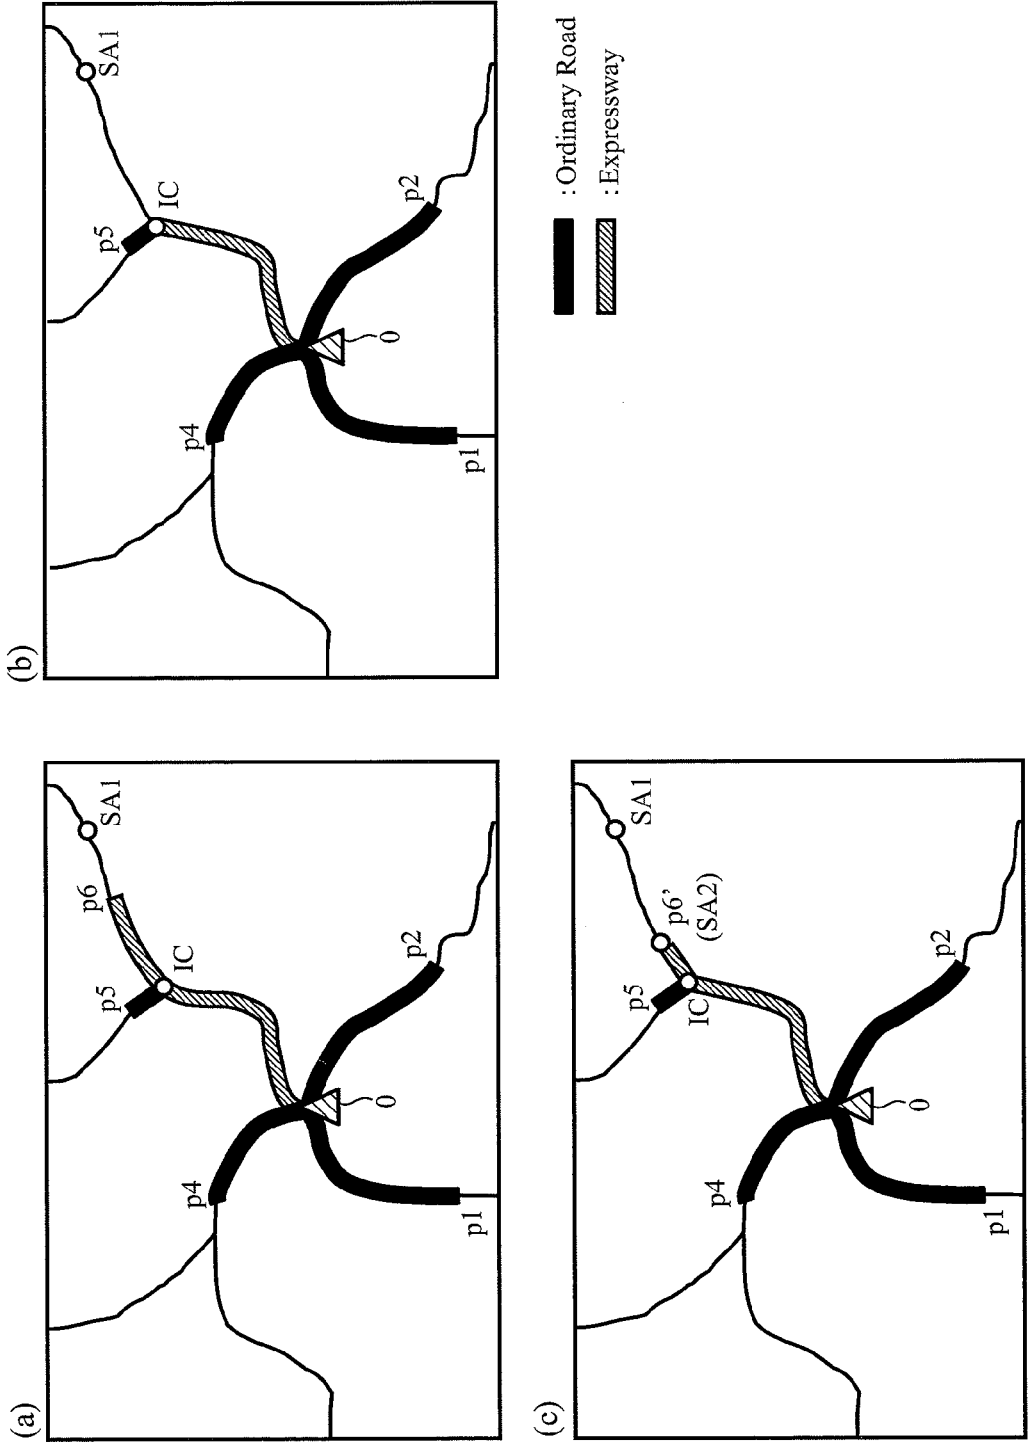 (a)
p6
SA1
p5
IC
p4
p2
0
p1
(b)
SA1
p5
IC
p4
p2
0
p1
(c)
SA1
p6'
(SA2)
p5
IC
p4
p2
0
p1
: Ordinary Road
: Expressway